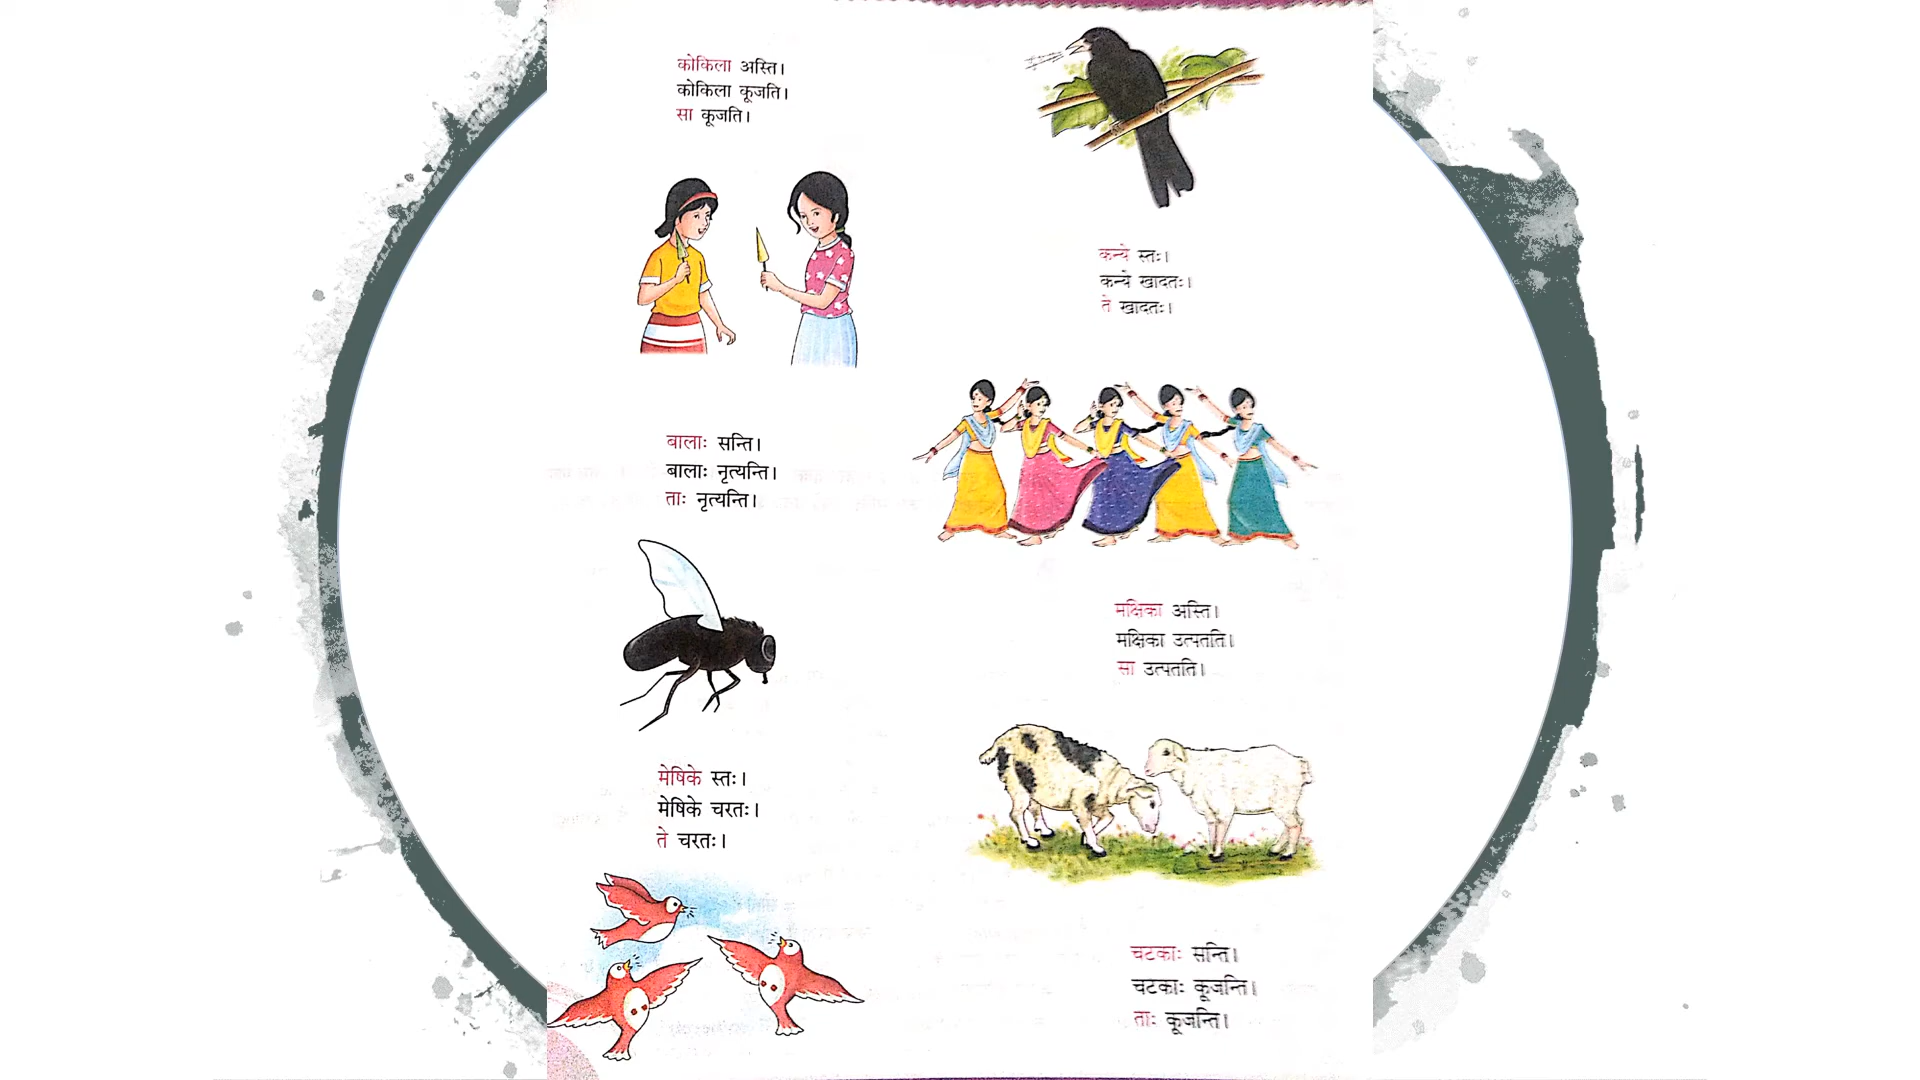 कोकिला अस्ति।
कोकिला कूजति।
सा कूजति।
कन्ये स्तः।
कन्ये खादतः।
ते खादतः।
बालाः सन्ति।
बालाः नृत्यन्ति।
ताः नृत्यन्ति।
मक्षिका अस्ति।
मक्षिका उत्पतति।
सा उत्पतति।
मेषिके स्तः।
मेषिके चरतः।
ते चरतः।
चटकाः सन्ति।
चटकाः कूजन्ति।
ताः कूजन्ति।